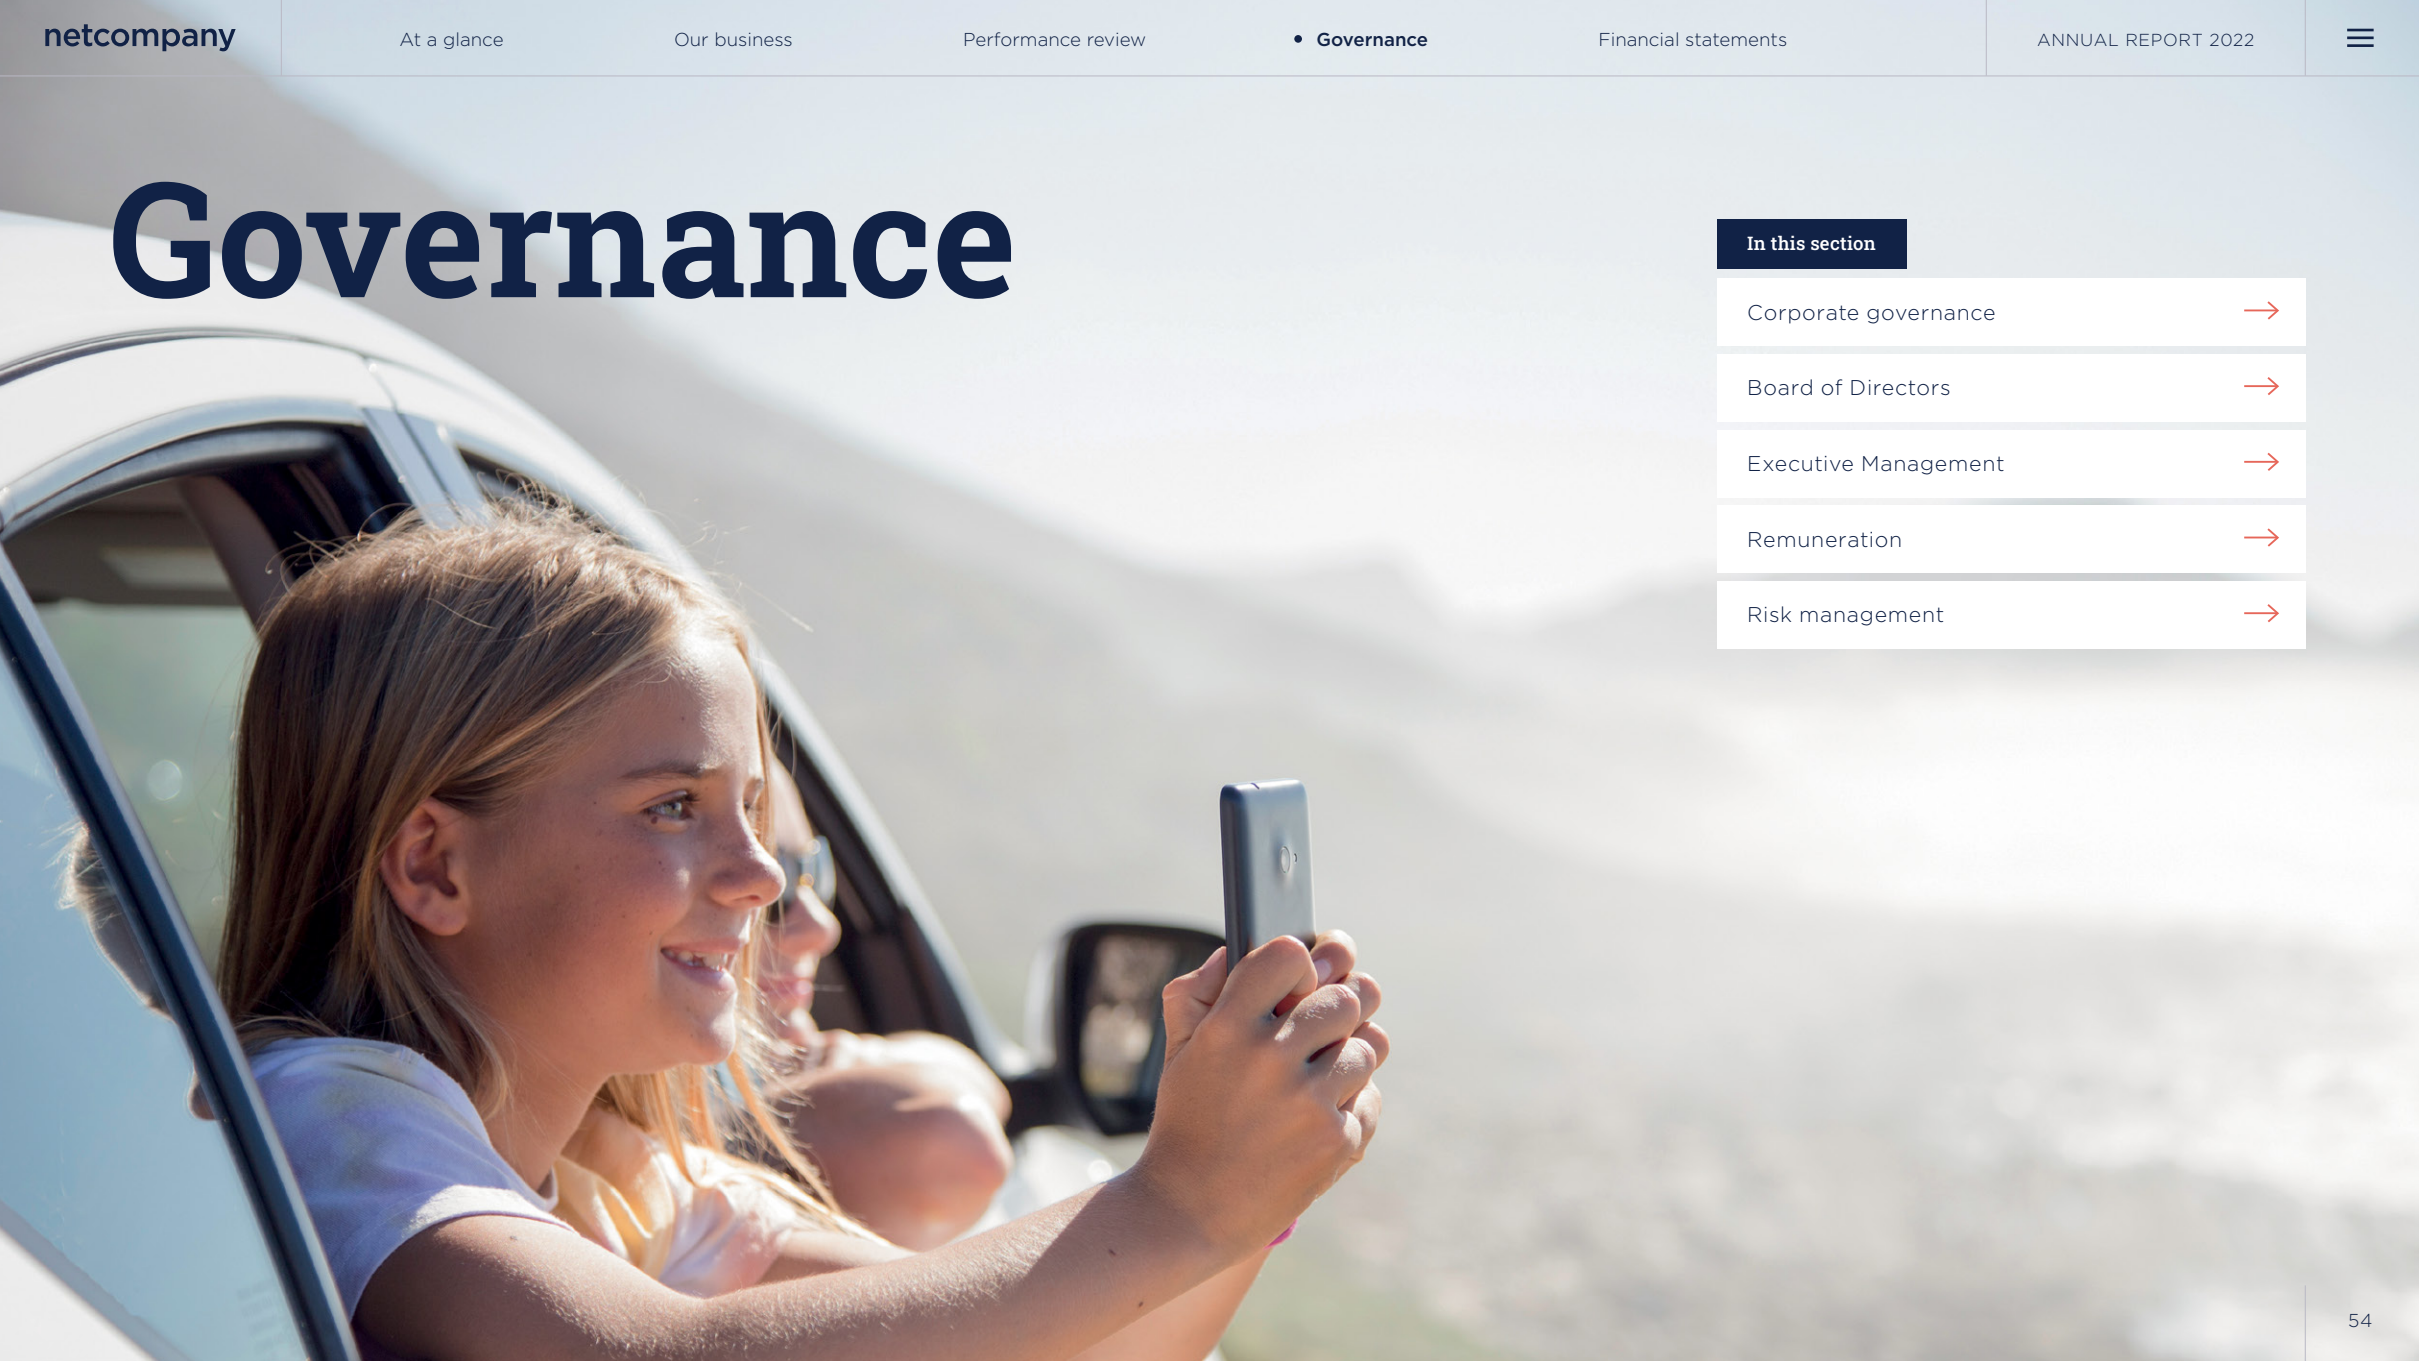 netcompany
At a glance
Our business
Performance review
• Governance
Financial statements
ANNUAL REPORT 2022
Governance
In this section
Corporate governance
Board of Directors
Executive Management
Remuneration
Risk management
54